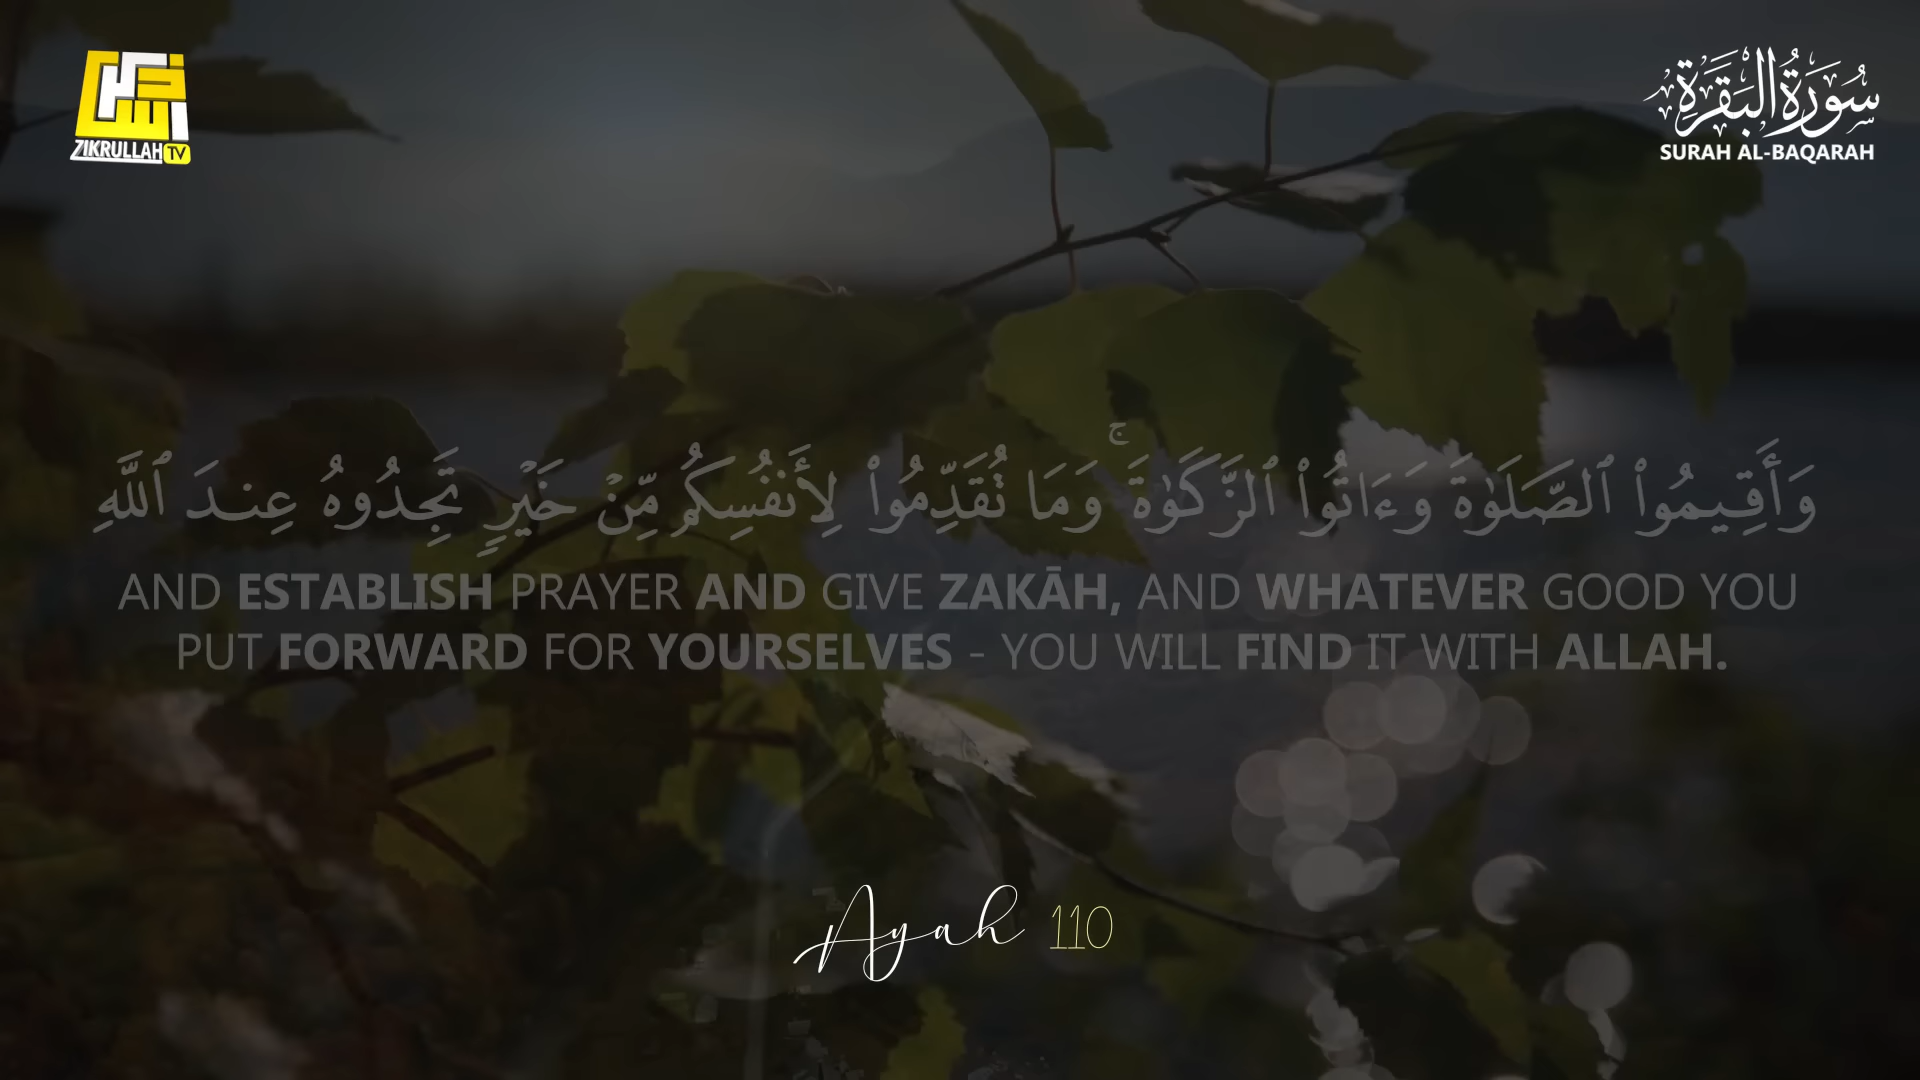 ZIKRULLAH TV
سُورَةُ البَقَرَةِ
SURAH AL-BAQARAH
وَأَقِيمُوا۟ ٱلصَّلَوٰةَ وَءَاتُوا۟ ٱلزَّكَوٰةَ ۚ وَمَا تُقَدِّمُوا۟ لِأَنفُسِكُم مِّنْ خَيْرٍ تَجِدُوهُ عِندَ ٱللَّهِ
AND ESTABLISH PRAYER AND GIVE ZAKĀH, AND WHATEVER GOOD YOU
PUT FORWARD FOR YOURSELVES - YOU WILL FIND IT WITH ALLAH.
Ayah 110